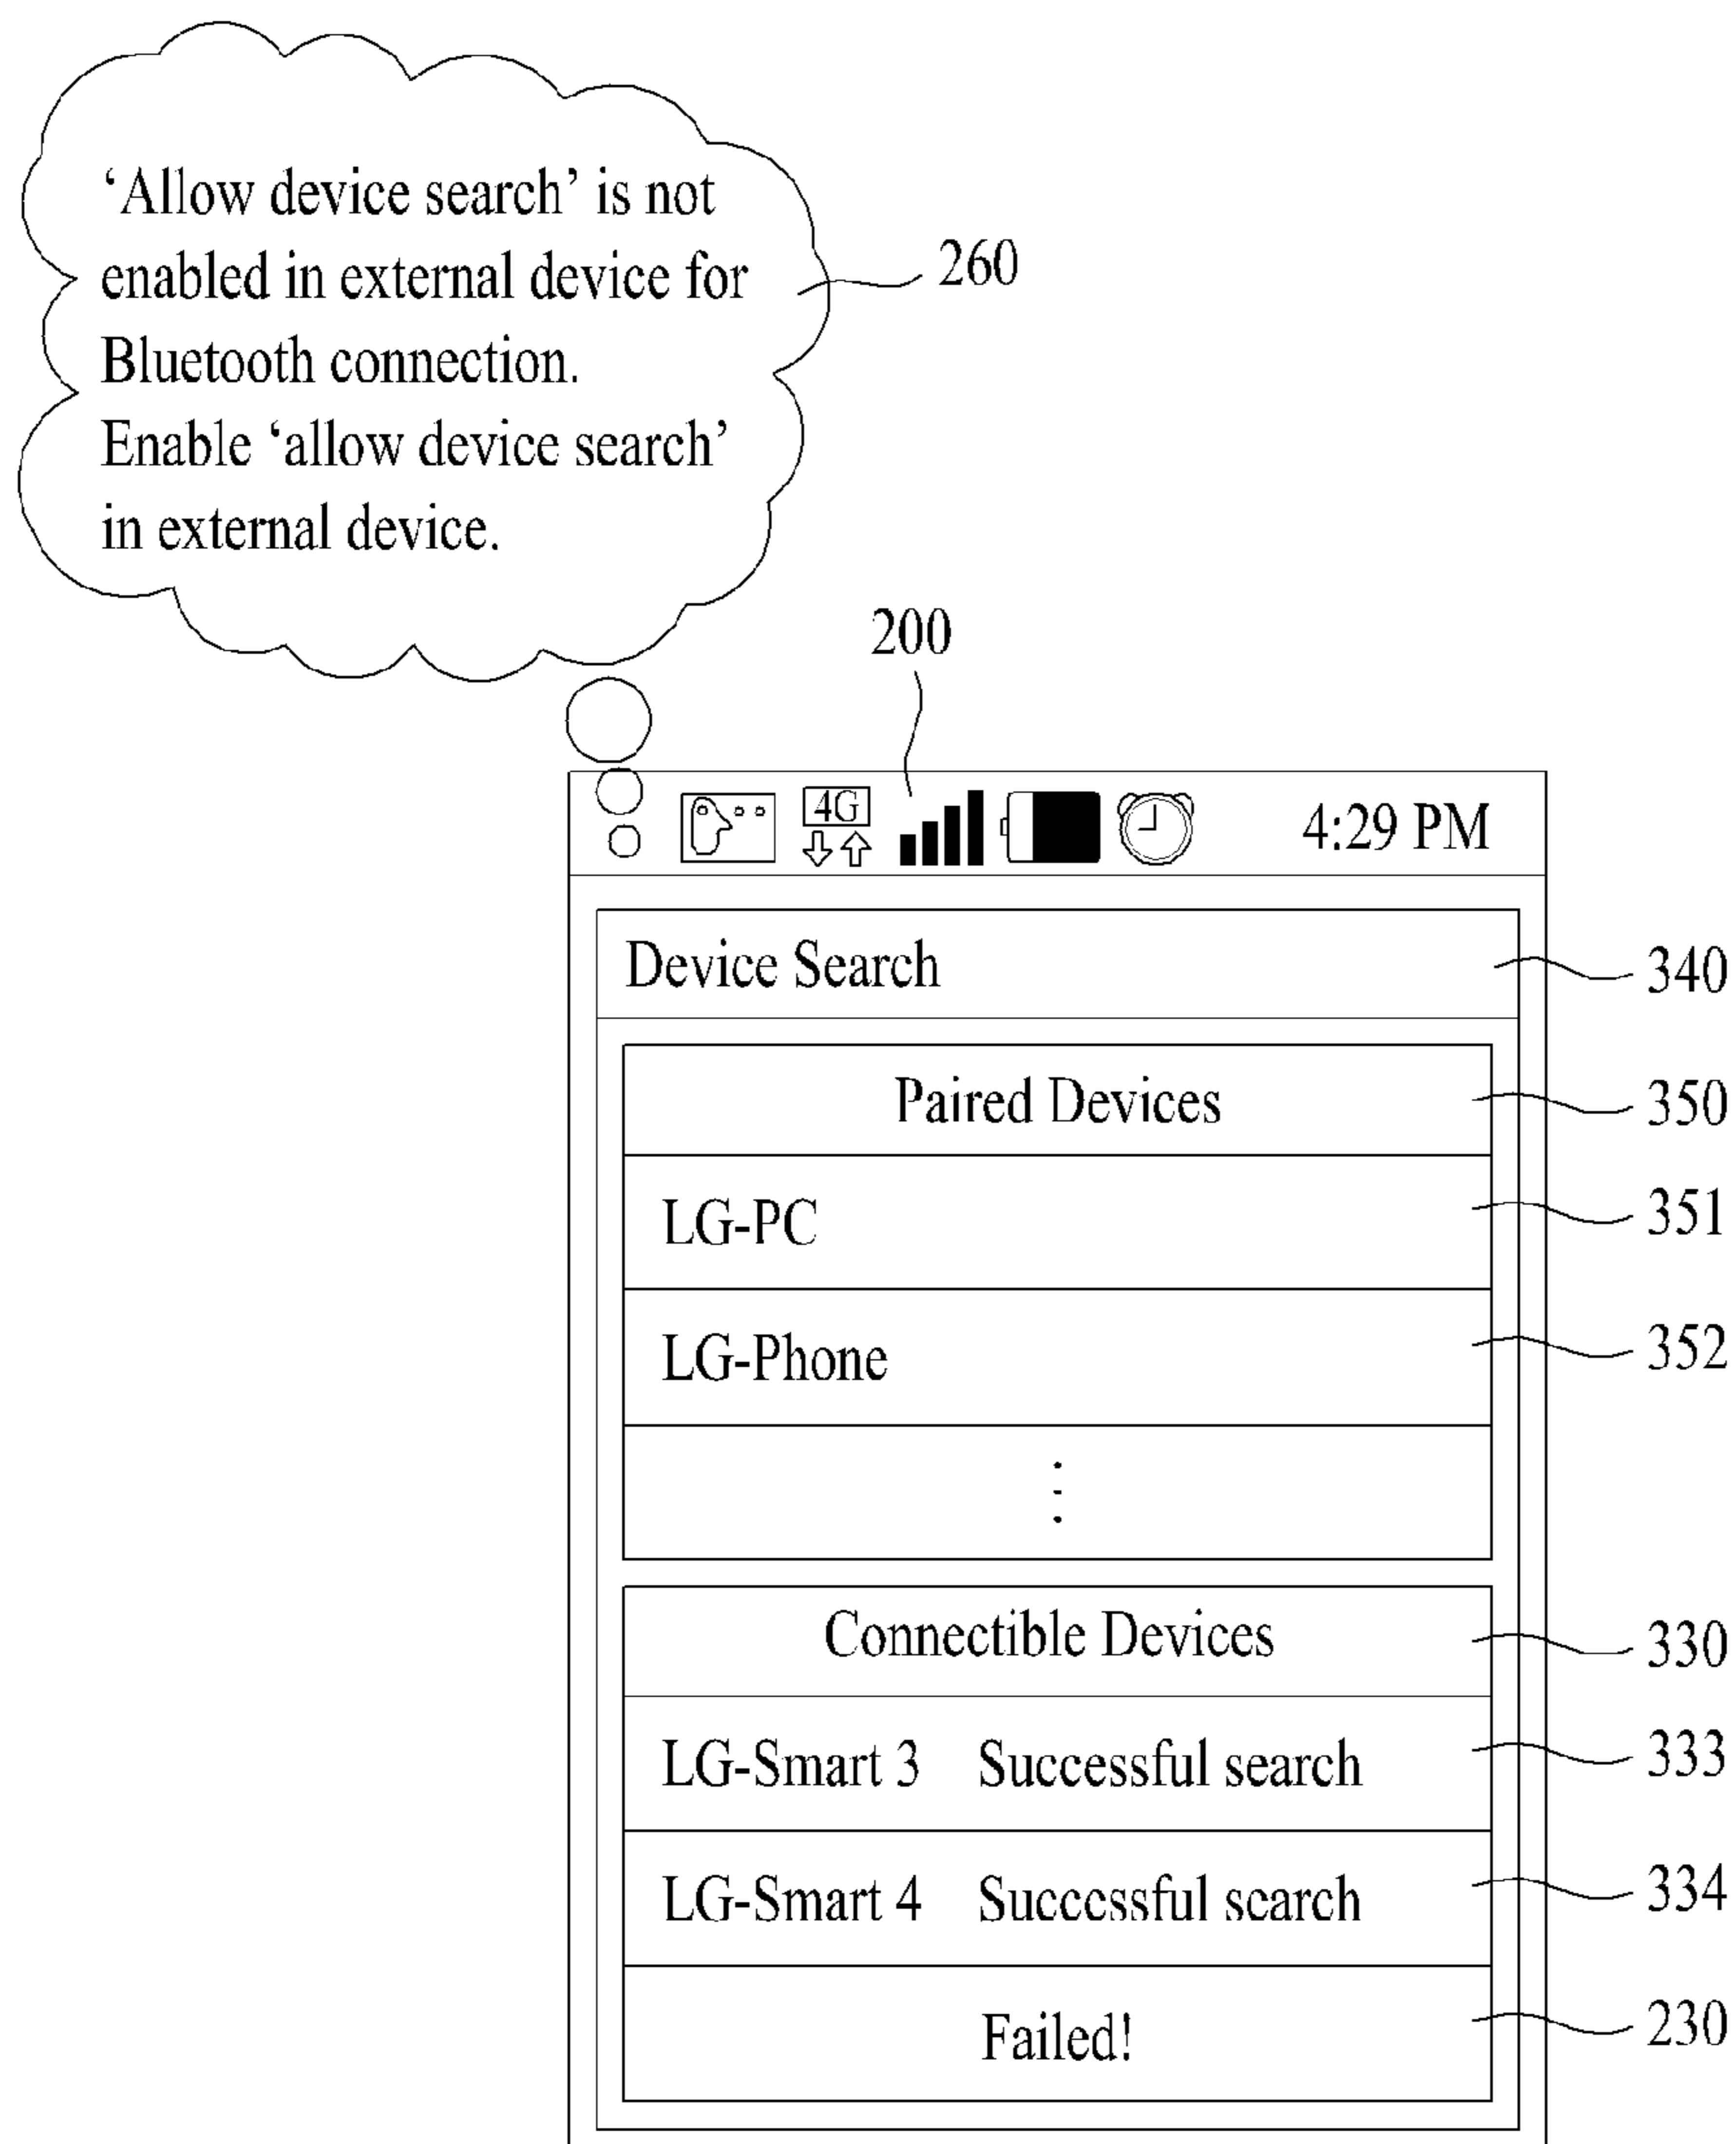 ‘Allow device search’ is not
enabled in external device for
Bluetooth connection.
Enable ‘allow device search’
in external device.
260
200
4G
4:29 PM
Device Search
340
Paired Devices
350
LG-PC
351
LG-Phone
352
Connectible Devices
330
LG-Smart 3 Successful search
333
LG-Smart 4 Successful search
334
Failed!
230